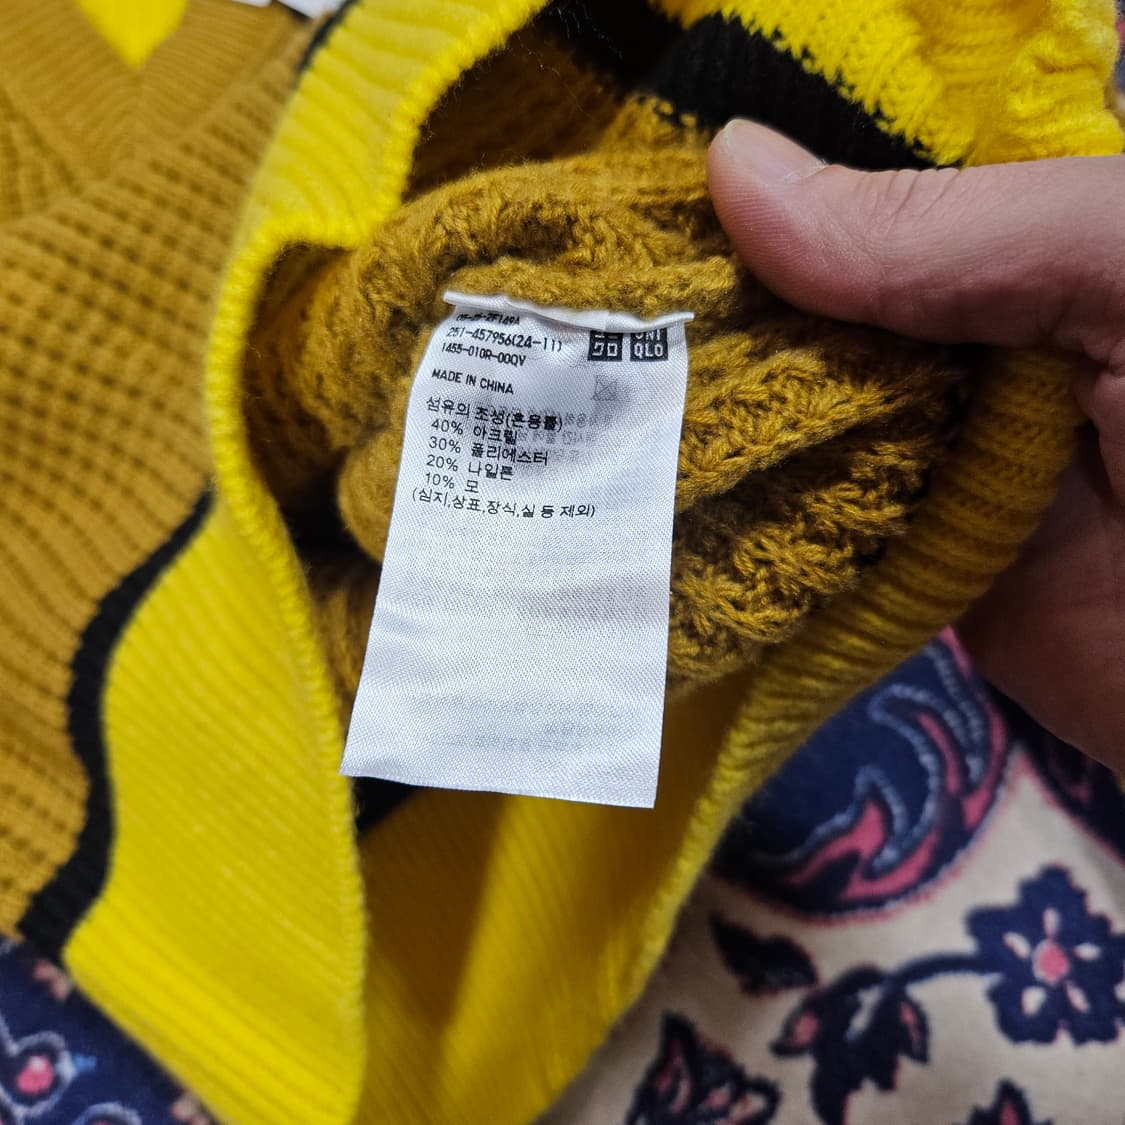 251-457956(24-11)
1455-010R-00QV
UNI
QLO
MADE IN CHINA
섬유의 조성(혼용률)
40% 아크릴
30% 폴리에스터
20% 나일론
10% 모
(심지,상표,장식,실 등 제외)